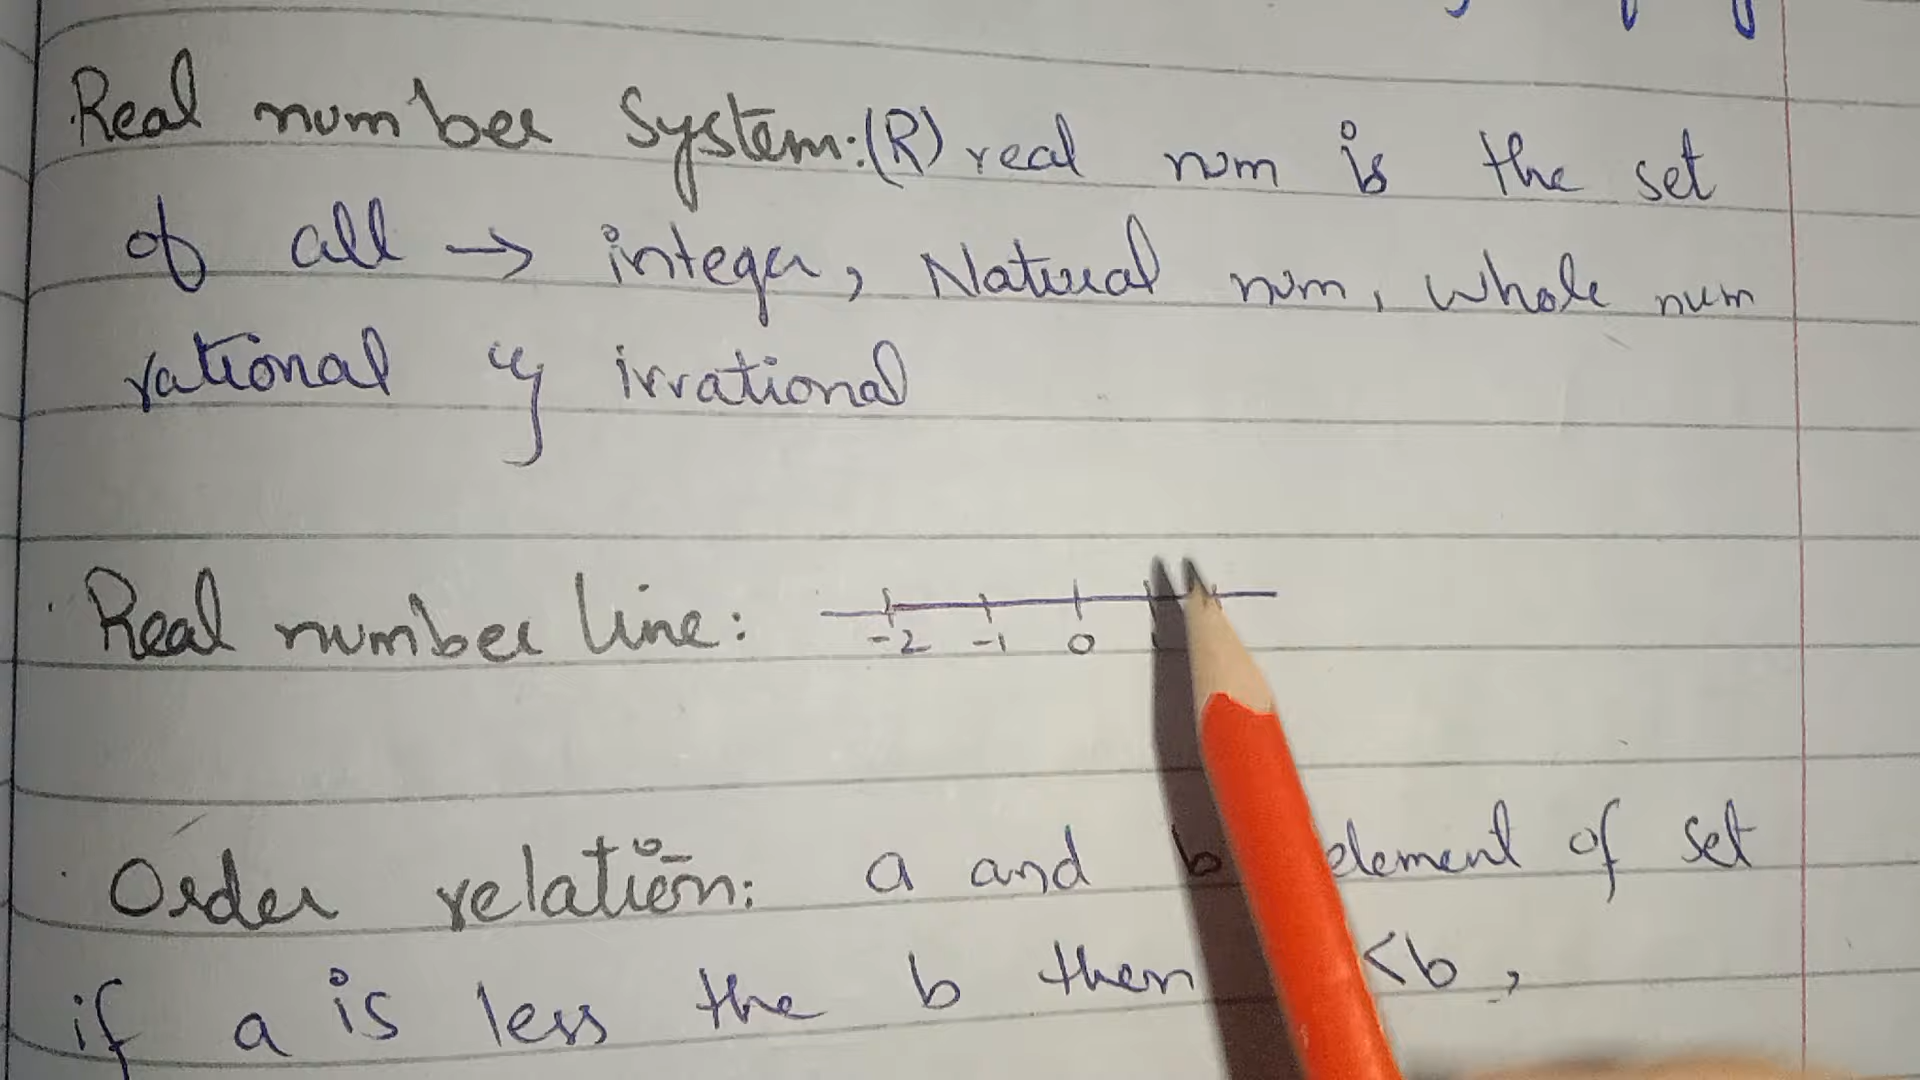 Real number System:(R) real num is the set
of all → integer, Natural num, Whole num
rational & irrational
Real number line:
-2 -1 0
Order relation: a and b element of set
if a is less the b then <b,